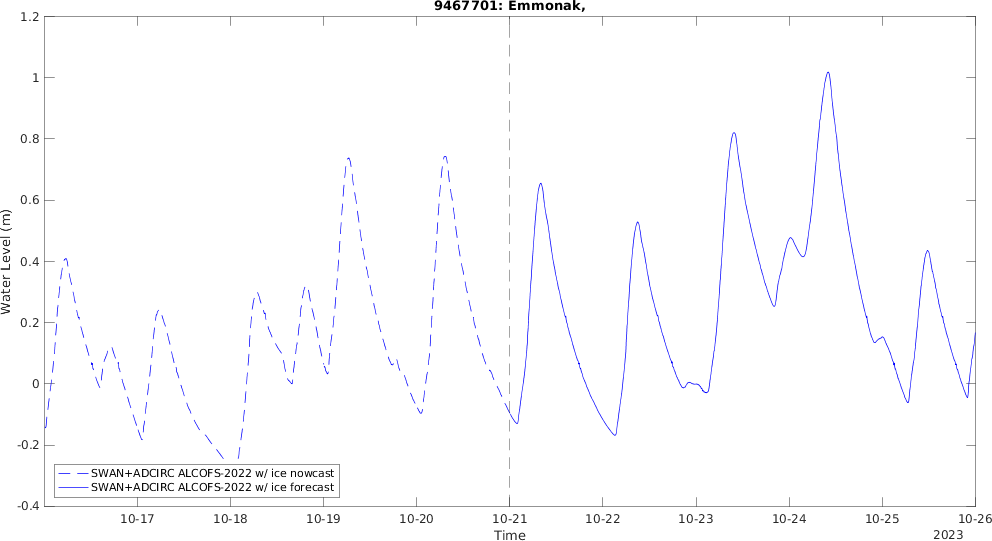 9467701: Emmonak,
1.2
1
0.8
0.6
0.4
0.2
0
-0.2
-0.4
Water Level (m)
SWAN+ADCIRC ALCOFS-2022 w/ ice nowcast
SWAN+ADCIRC ALCOFS-2022 w/ ice forecast
10-17 10-18 10-19 10-20 10-21 10-22 10-23 10-24 10-25 10-26
Time
2023